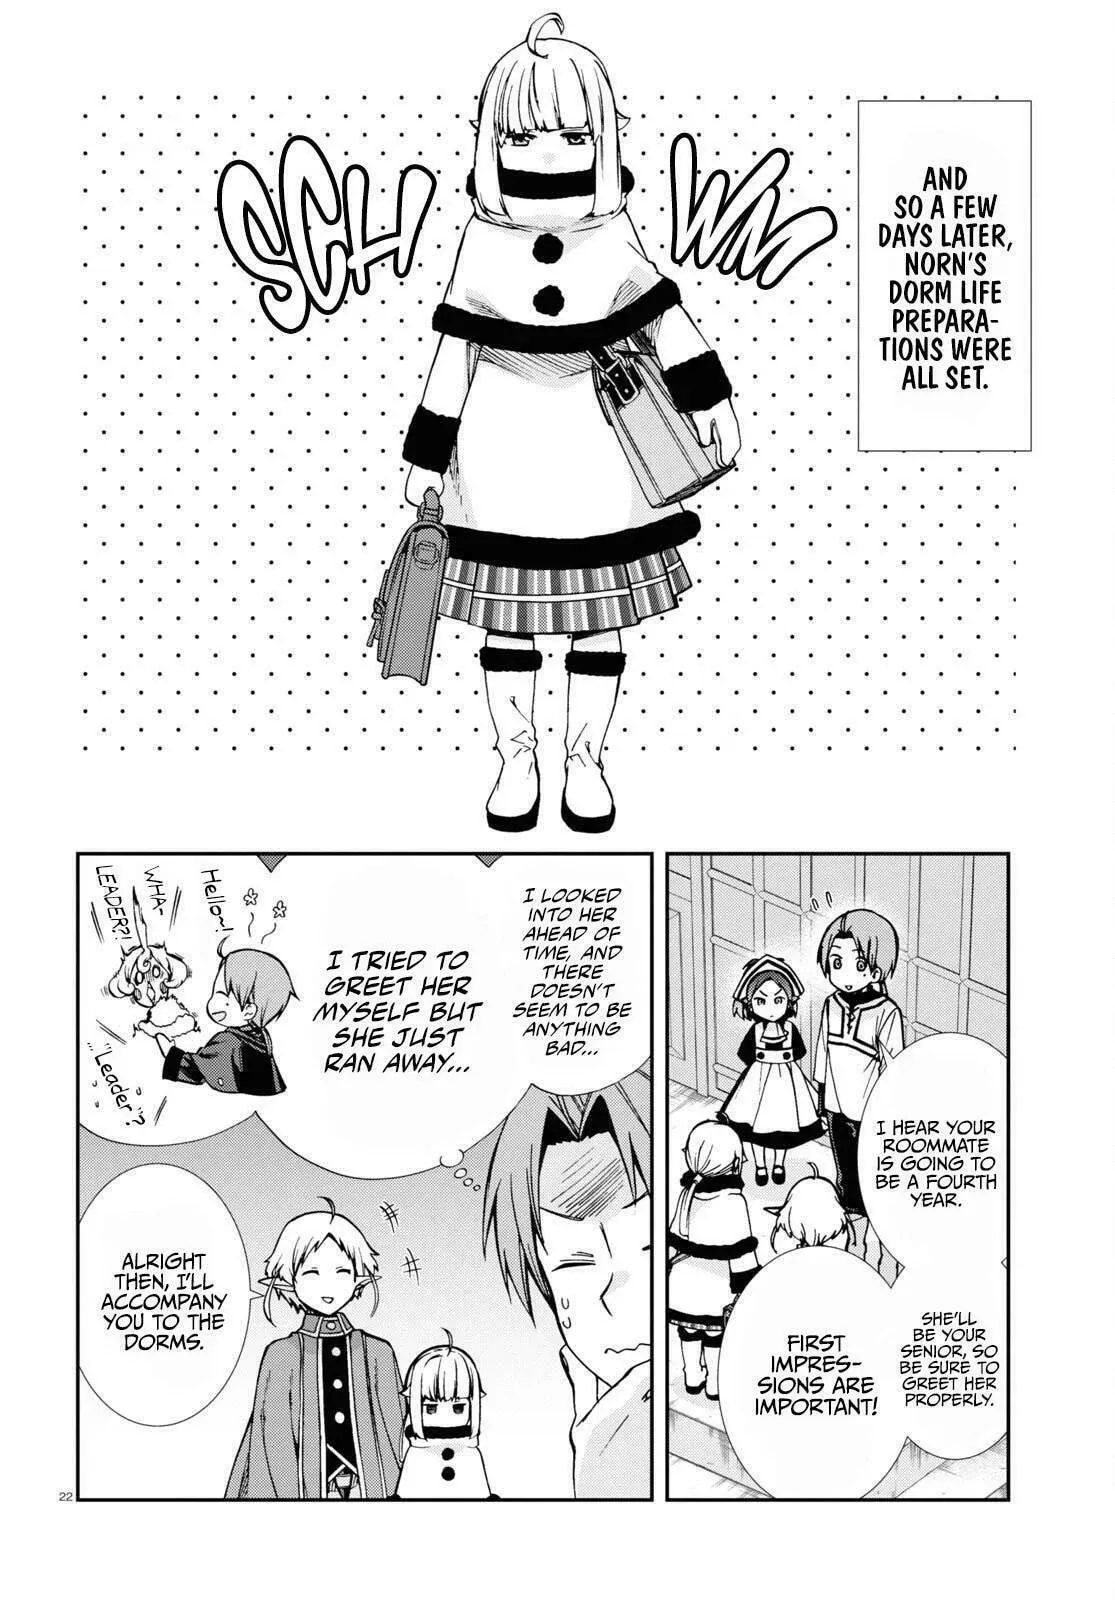 AND
SO A FEW
DAYS LATER,
NORN'S
DORM LIFE
PREPARA-
TIONS WERE
ALL SET.
SCHWM
I HEAR YOUR
ROOMMATE
IS GOING TO
BE A FOURTH
YEAR.
SHE'LL
BE YOUR
SENIOR, SO
BE SURE TO
GREET HER
PROPERLY.
FIRST
IMPRES-
SIONS ARE
IMPORTANT!
I LOOKED
INTO HER
AHEAD OF
TIME, AND
THERE
DOESN'T
SEEM TO BE
ANYTHING
BAD...
I TRIED TO
GREET HER
MYSELF BUT
SHE JUST
RAN AWAY...
Hello~!
WHA-
LEADER?!
"Leader"?
ALRIGHT
THEN, I'LL
ACCOMPANY
YOU TO THE
DORMS.
22